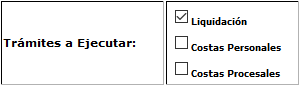 Trámites a Ejecutar:
Liquidación
Costas Personales
Costas Procesales